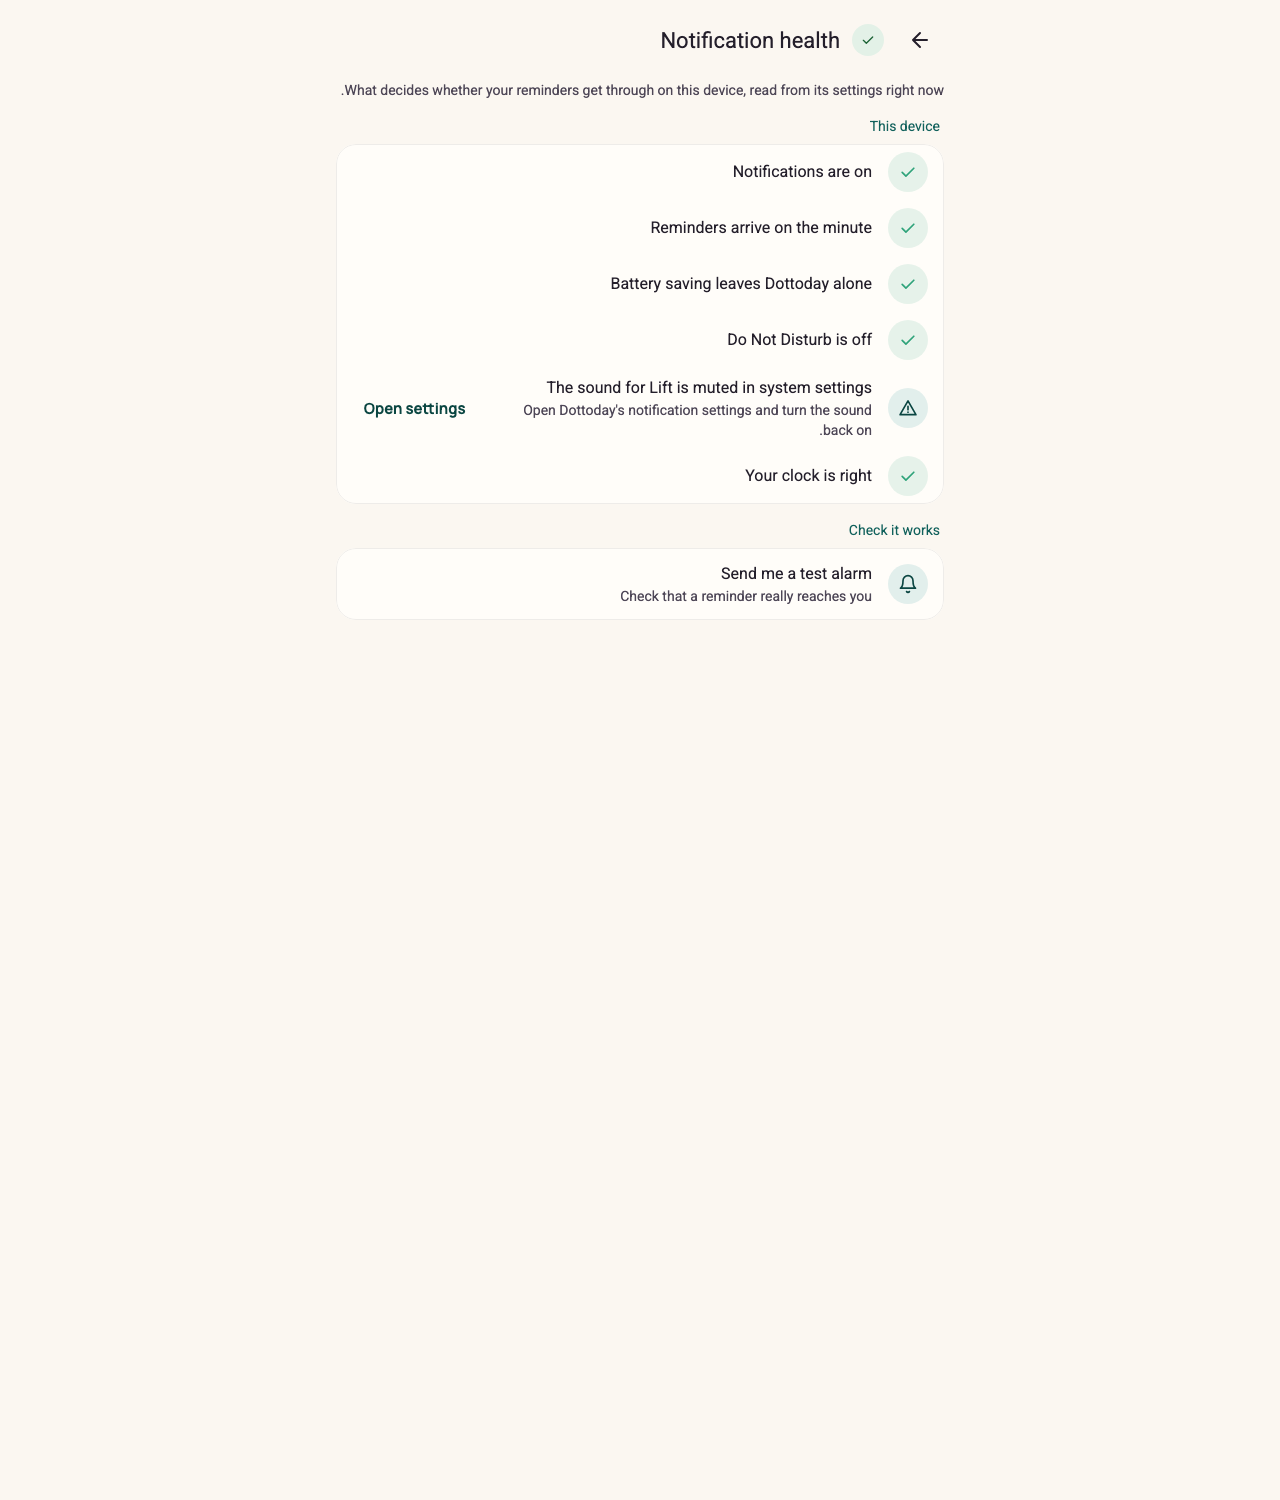 Notification health
.What decides whether your reminders get through on this device, read from its settings right now
This device
Notifications are on
Reminders arrive on the minute
Battery saving leaves Dottoday alone
Do Not Disturb is off
The sound for Lift is muted in system settings
Open Dottoday's notification settings and turn the sound
.back on
Open settings
Your clock is right
Check it works
Send me a test alarm
Check that a reminder really reaches you